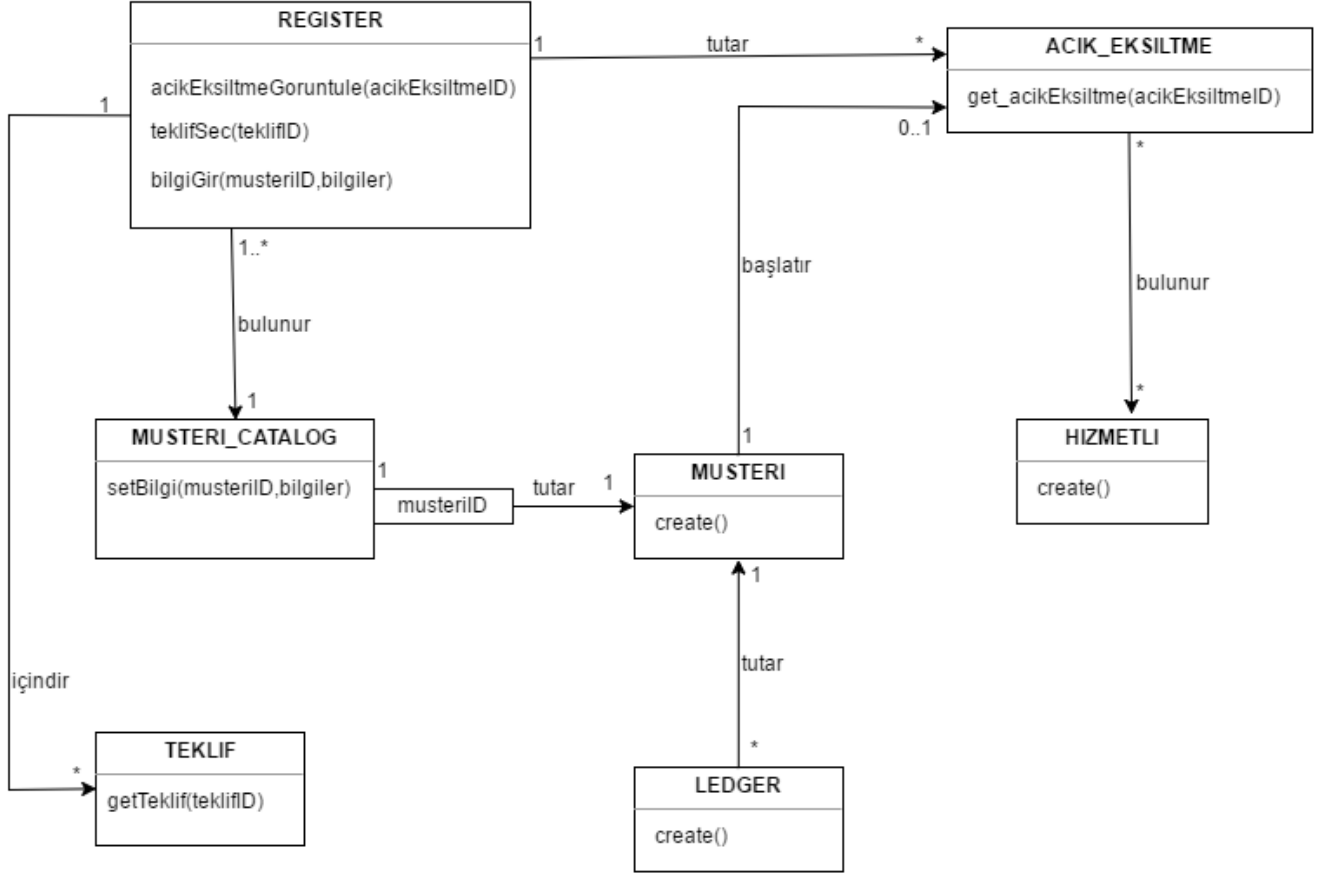 REGISTER
acikEksiltmeGoruntule(acikEksiltmeID)
teklifSec(teklifID)
bilgiGir(musteriID,bilgiler)
1
tutar
*
ACIK_EKSILTME
get_acikEksiltme(acikEksiltmeID)
1
0..1
*
1..*
başlatır
bulunur
bulunur
1
*
MUSTERI_CATALOG
setBilgi(musteriID,bilgiler)
1
musteriID
tutar
1
1
MUSTERI
create()
HIZMETLI
create()
1
tutar
içindir
*
TEKLIF
getTeklif(teklifID)
*
LEDGER
create()